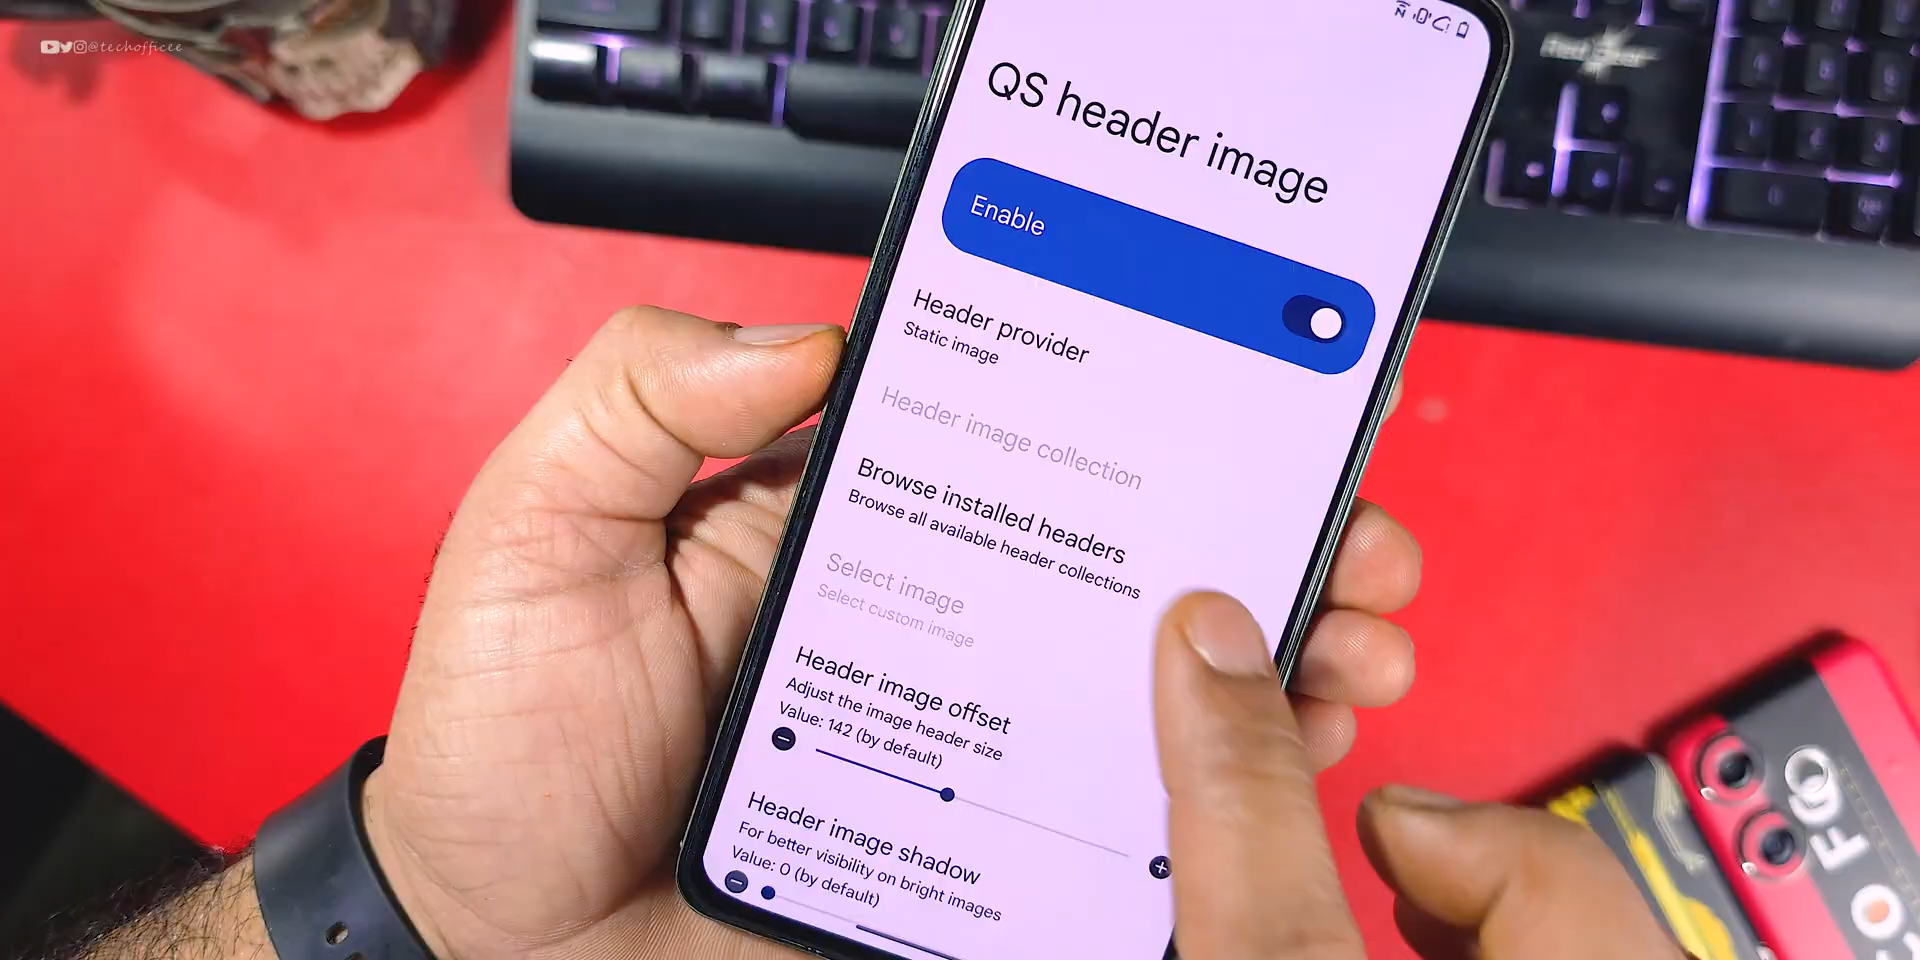 @techofficee
Red Gear
QS header image
Enable
Header provider
Static image
Header image collection
Browse installed headers
Browse all available header collections
Select image
Select custom image
Header image offset
Adjust the image header size
Value: 142 (by default)
Header image shadow
For better visibility on bright images
Value: 0 (by default)